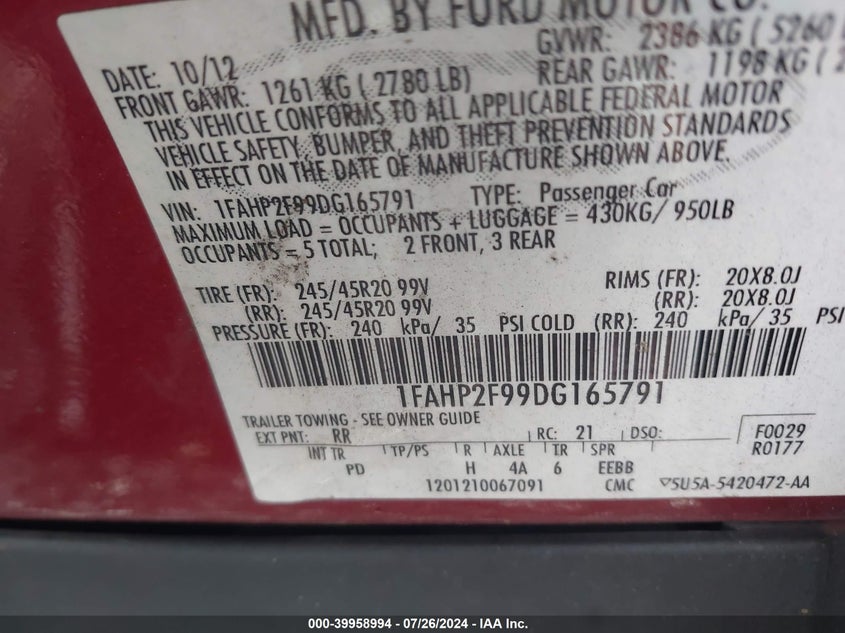 MFD. BY FORD MOTOR CO.
DATE: 10/12 GVWR: 2386 KG ( 5260
FRONT GAWR: 1261 KG ( 2780 LB) REAR GAWR: 1198 KG (
THIS VEHICLE CONFORMS TO ALL APPLICABLE FEDERAL MOTOR
VEHICLE SAFETY, BUMPER, AND THEFT PREVENTION STANDARDS
IN EFFECT ON THE DATE OF MANUFACTURE SHOWN ABOVE.
VIN: 1FAHP2F99DG165791 TYPE: Passenger Car
MAXIMUM LOAD = OCCUPANTS + LUGGAGE = 430KG/ 950LB
OCCUPANTS = 5 TOTAL; 2 FRONT, 3 REAR
TIRE (FR): 245/45R20 99V RIMS (FR): 20X8.0J
(RR): 245/45R20 99V (RR): 20X8.0J
PRESSURE (FR): 240 kPa/ 35 PSI COLD (RR): 240 kPa/ 35 PSI
1FAHP2F99DG165791
TRAILER TOWING - SEE OWNER GUIDE
EXT PNT: RR RC: 21 DSO: F0029
INT TR TP/PS R AXLE TR SPR R0177
PD H 4A 6 EEBB
1201210067091 CMC ▽5U5A-5420472-AA
000-39958994 - 07/26/2024 - IAA Inc.